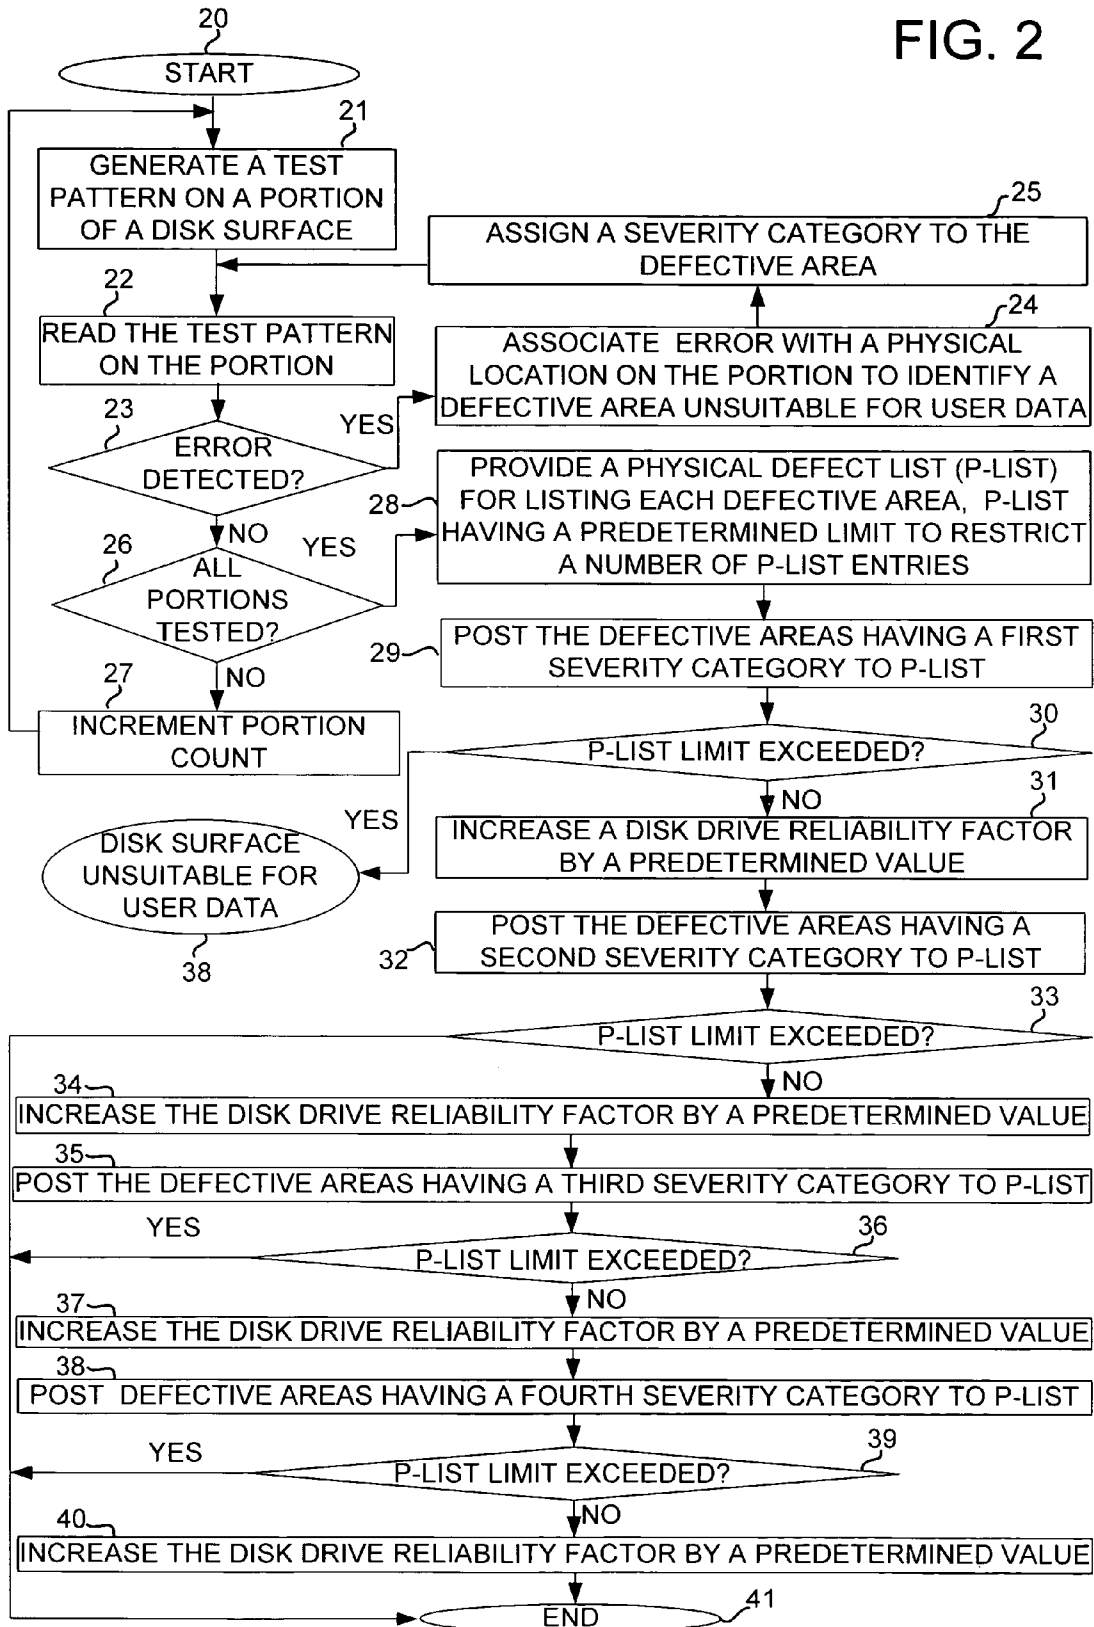 FIG. 2
20
START
21
GENERATE A TEST
PATTERN ON A PORTION
OF A DISK SURFACE
25
ASSIGN A SEVERITY CATEGORY TO THE
DEFECTIVE AREA
22
READ THE TEST PATTERN
ON THE PORTION
24
ASSOCIATE ERROR WITH A PHYSICAL
LOCATION ON THE PORTION TO IDENTIFY A
DEFECTIVE AREA UNSUITABLE FOR USER DATA
23
YES
ERROR
DETECTED?
NO
28
PROVIDE A PHYSICAL DEFECT LIST (P-LIST)
FOR LISTING EACH DEFECTIVE AREA, P-LIST
HAVING A PREDETERMINED LIMIT TO RESTRICT
A NUMBER OF P-LIST ENTRIES
26
YES
ALL
PORTIONS
TESTED?
NO
29
POST THE DEFECTIVE AREAS HAVING A FIRST
SEVERITY CATEGORY TO P-LIST
27
INCREMENT PORTION
COUNT
30
P-LIST LIMIT EXCEEDED?
NO
YES
31
INCREASE A DISK DRIVE RELIABILITY FACTOR
BY A PREDETERMINED VALUE
DISK SURFACE
UNSUITABLE FOR
USER DATA
38
32
POST THE DEFECTIVE AREAS HAVING A
SECOND SEVERITY CATEGORY TO P-LIST
33
P-LIST LIMIT EXCEEDED?
NO
34
INCREASE THE DISK DRIVE RELIABILITY FACTOR BY A PREDETERMINED VALUE
35
POST THE DEFECTIVE AREAS HAVING A THIRD SEVERITY CATEGORY TO P-LIST
YES
36
P-LIST LIMIT EXCEEDED?
NO
37
INCREASE THE DISK DRIVE RELIABILITY FACTOR BY A PREDETERMINED VALUE
38
POST DEFECTIVE AREAS HAVING A FOURTH SEVERITY CATEGORY TO P-LIST
YES
39
P-LIST LIMIT EXCEEDED?
NO
40
INCREASE THE DISK DRIVE RELIABILITY FACTOR BY A PREDETERMINED VALUE
41
END